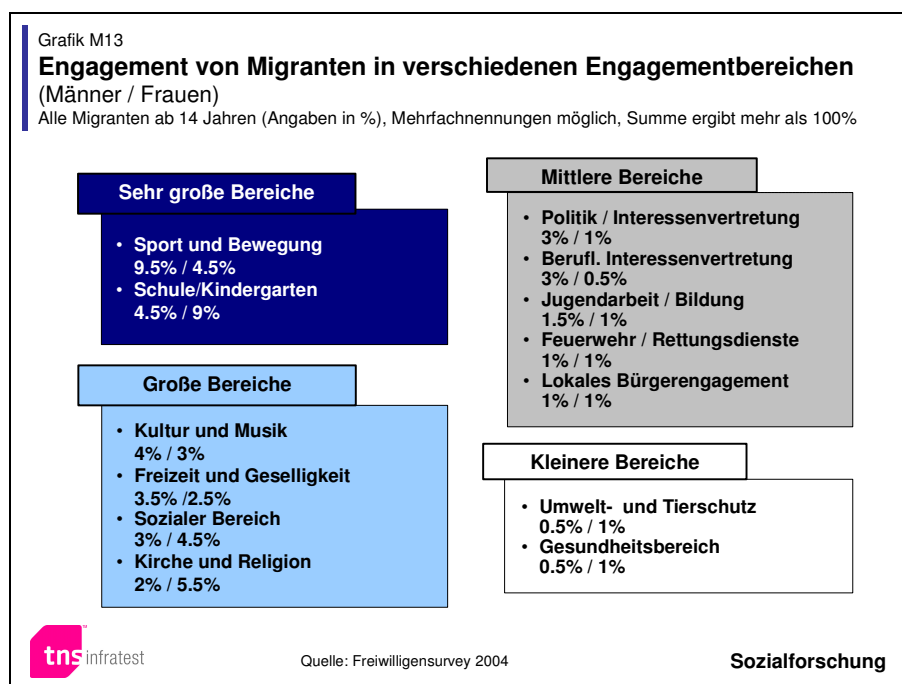 Grafik M13
Engagement von Migranten in verschiedenen Engagementbereichen
(Männer / Frauen)
Alle Migranten ab 14 Jahren (Angaben in %), Mehrfachnennungen möglich, Summe ergibt mehr als 100%
Sehr große Bereiche
• Sport und Bewegung
9.5% / 4.5%
• Schule/Kindergarten
4.5% / 9%
Große Bereiche
• Kultur und Musik
4% / 3%
• Freizeit und Geselligkeit
3.5% /2.5%
• Sozialer Bereich
3% / 4.5%
• Kirche und Religion
2% / 5.5%
Mittlere Bereiche
• Politik / Interessenvertretung
3% / 1%
• Berufl. Interessenvertretung
3% / 0.5%
• Jugendarbeit / Bildung
1.5% / 1%
• Feuerwehr / Rettungsdienste
1% / 1%
• Lokales Bürgerengagement
1% / 1%
Kleinere Bereiche
• Umwelt- und Tierschutz
0.5% / 1%
• Gesundheitsbereich
0.5% / 1%
tns infratest
™
Quelle: Freiwilligensurvey 2004
Sozialforschung